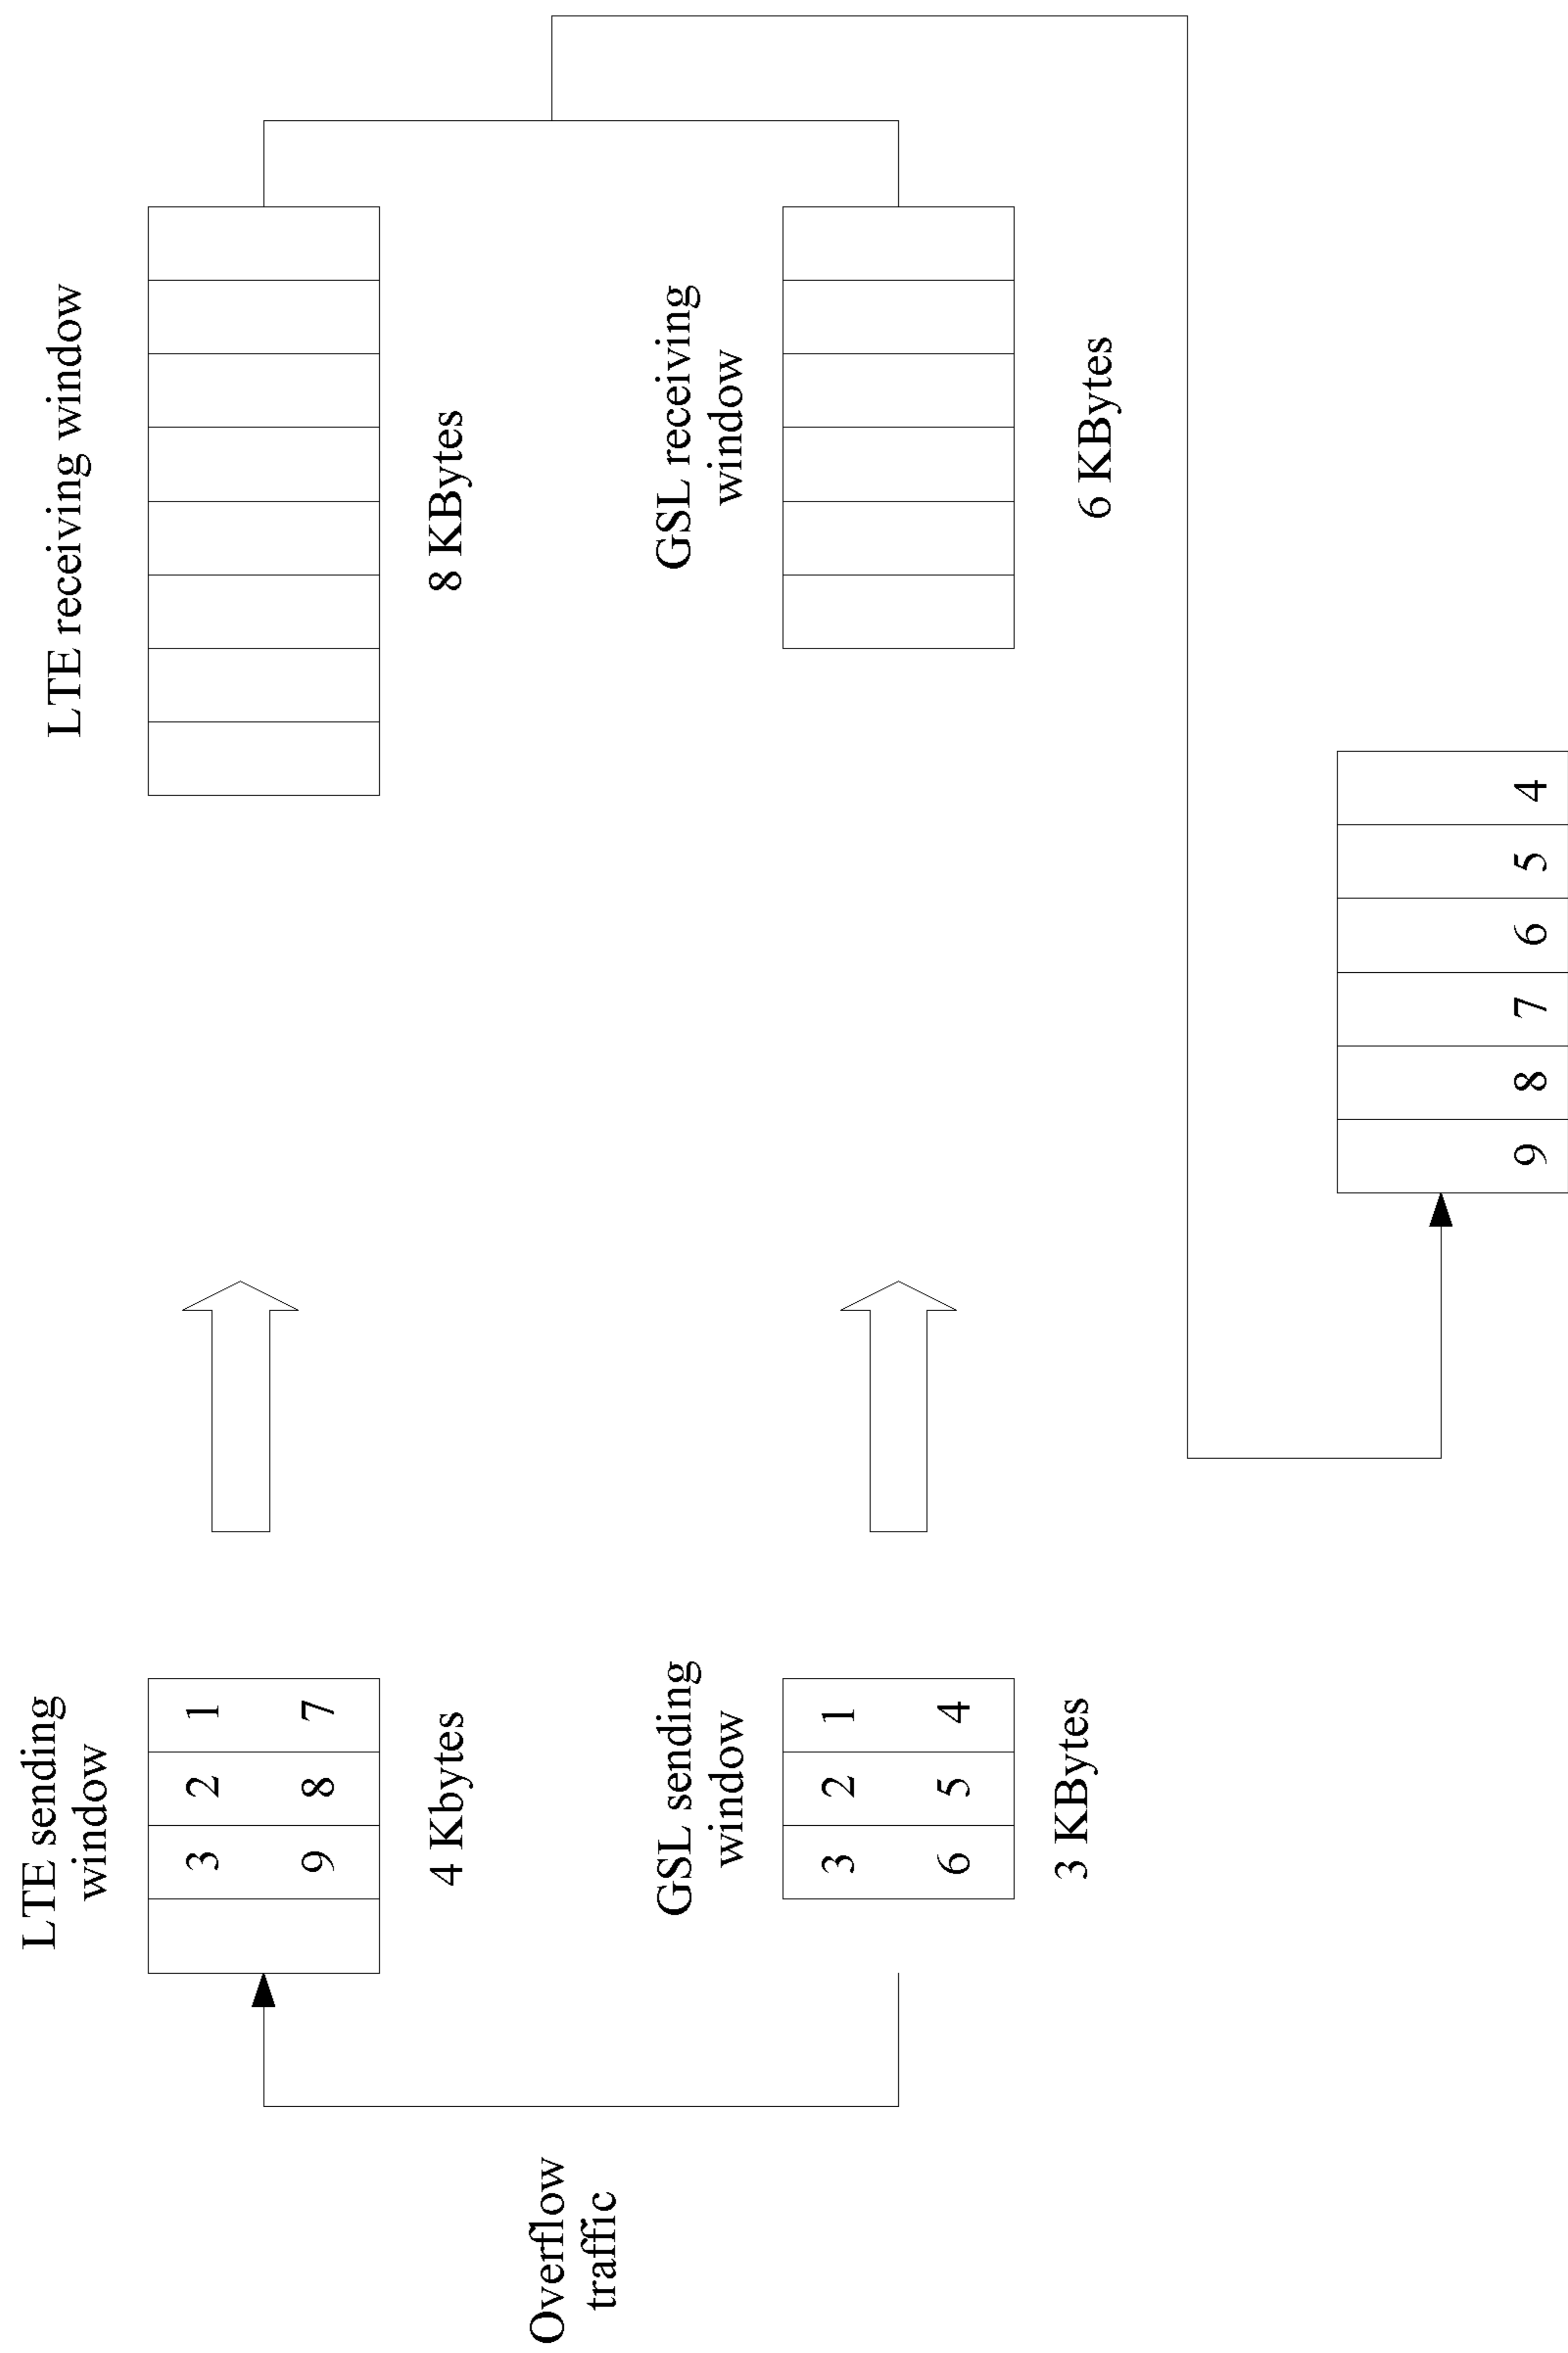 LTE sending
window
LTE receiving window
3 2 1
9 8 7
4 Kbytes
8 KBytes
Overflow
traffic
GSL sending
window
GSL receiving
window
3 2 1
6 5 4
3 KBytes
6 KBytes
9 8 7 6 5 4